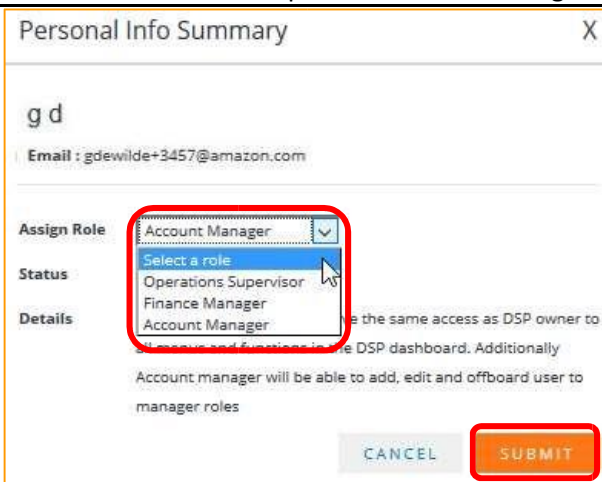 Personal Info Summary X
g d
Email : gdewilde+3457@amazon.com
Assign Role Account Manager
Select a role
Status Operations Supervisor
Finance Manager
Details Account Manager the same access as DSP owner to
all menus and functions in the DSP dashboard. Additionally
Account manager will be able to add, edit and offboard user to
manager roles
CANCEL SUBMIT